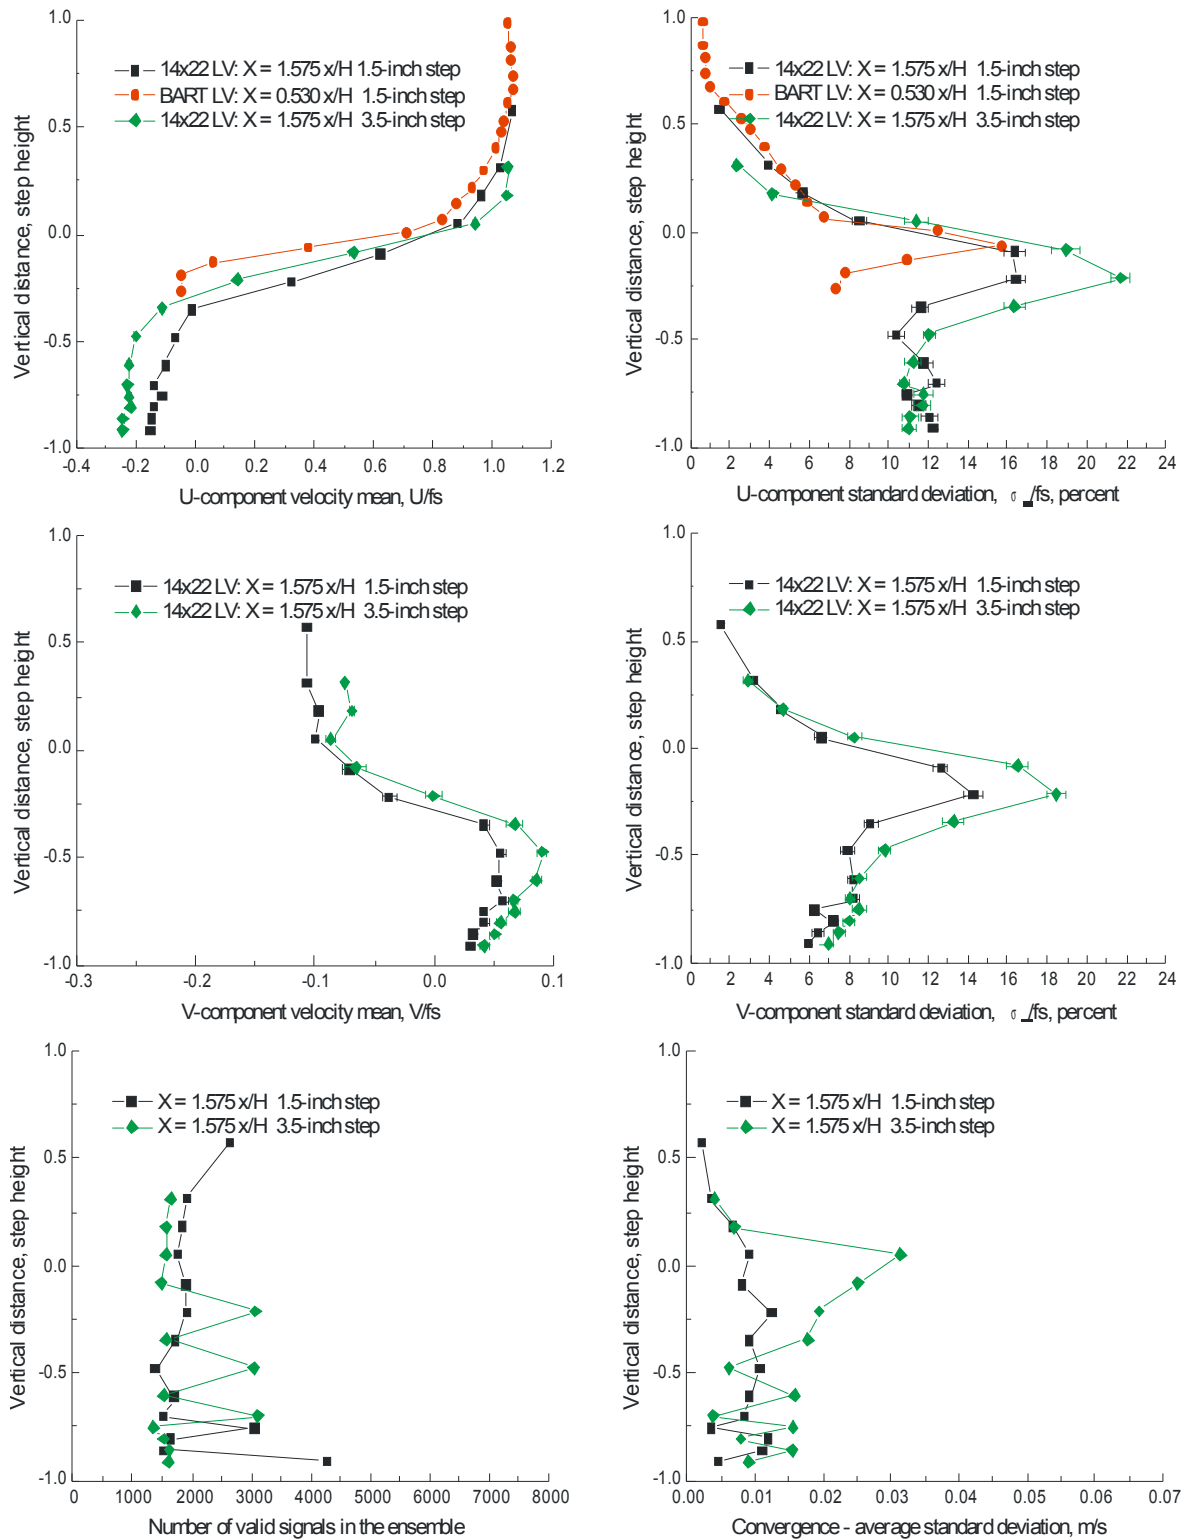 1.0
0.5
0.0
-0.5
-1.0
14x22 LV: X = 1.575 x/H 1.5-inch step
BART LV: X = 0.530 x/H 1.5-inch step
14x22 LV: X = 1.575 x/H 3.5-inch step
Vertical distance, step height
-0.4 -0.2 0.0 0.2 0.4 0.6 0.8 1.0 1.2
U-component velocity mean, U/fs
1.0
0.5
0.0
-0.5
-1.0
14x22 LV: X = 1.575 x/H 1.5-inch step
BART LV: X = 0.530 x/H 1.5-inch step
14x22 LV: X = 1.575 x/H 3.5-inch step
Vertical distance, step height
0 2 4 6 8 10 12 14 16 18 20 22 24
U-component standard deviation, σ_/fs, percent
1.0
0.5
0.0
-0.5
-1.0
14x22 LV: X = 1.575 x/H 1.5-inch step
14x22 LV: X = 1.575 x/H 3.5-inch step
Vertical distance, step height
-0.3 -0.2 -0.1 0.0 0.1
V-component velocity mean, V/fs
1.0
0.5
0.0
-0.5
-1.0
14x22 LV: X = 1.575 x/H 1.5-inch step
14x22 LV: X = 1.575 x/H 3.5-inch step
Vertical distance, step height
0 2 4 6 8 10 12 14 16 18 20 22 24
V-component standard deviation, σ_/fs, percent
1.0
0.5
0.0
-0.5
-1.0
X = 1.575 x/H 1.5-inch step
X = 1.575 x/H 3.5-inch step
Vertical distance, step height
0 1000 2000 3000 4000 5000 6000 7000 8000
Number of valid signals in the ensemble
1.0
0.5
0.0
-0.5
-1.0
X = 1.575 x/H 1.5-inch step
X = 1.575 x/H 3.5-inch step
Vertical distance, step height
0.00 0.01 0.02 0.03 0.04 0.05 0.06 0.07
Convergence - average standard deviation, m/s